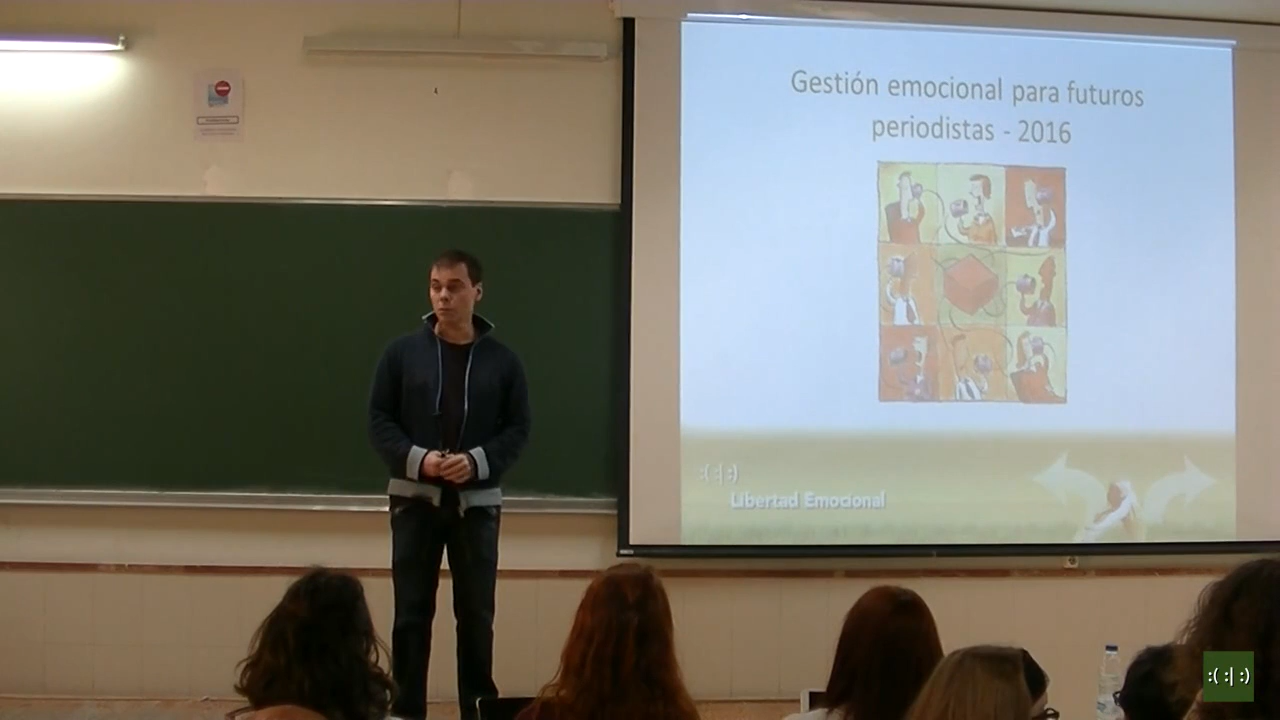 Gestión emocional para futuros
periodistas - 2016
:( :| :)
Libertad Emocional
:( :| :)